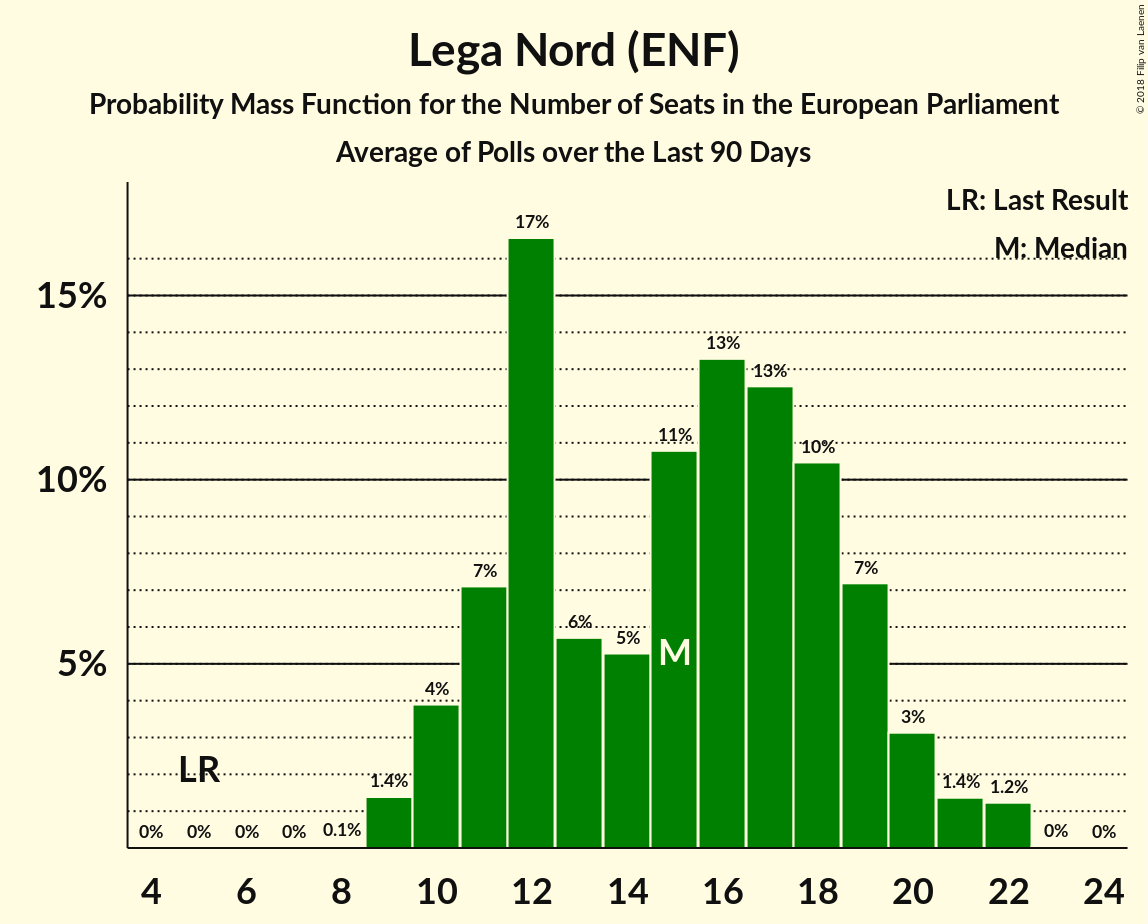 Lega Nord (ENF)
Probability Mass Function for the Number of Seats in the European Parliament
Average of Polls over the Last 90 Days
© 2018 Filip van Laenen
LR: Last Result
M: Median
17%
15%
13%
13%
11%
10%
10%
7%
7%
6%
5%
5%
M
4%
3%
LR
1.4%
1.4%
1.2%
0%
0%
0%
0%
0.1%
0%
0%
4 6 8 10 12 14 16 18 20 22 24